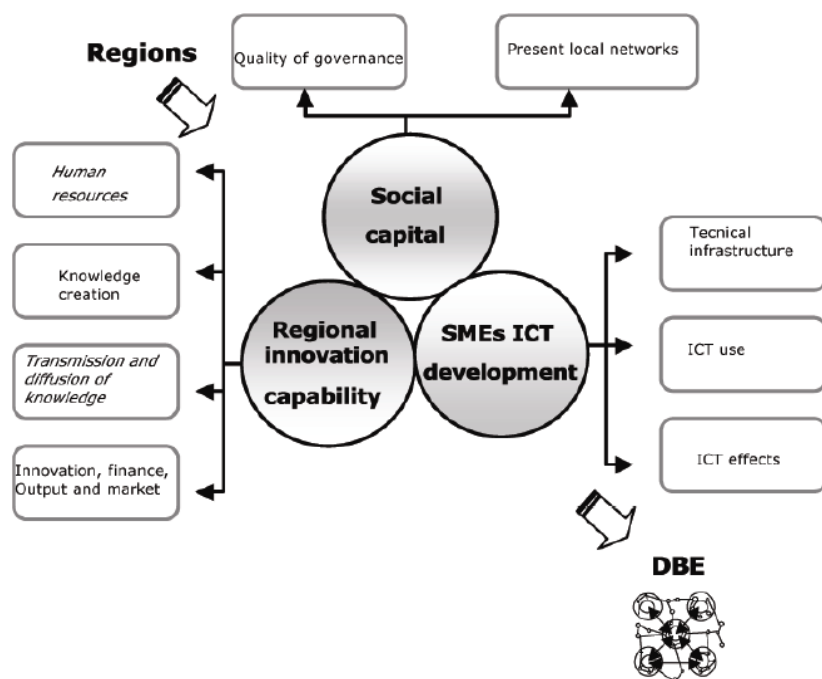 Regions
Quality of governance
Present local networks
Human
resources
Knowledge
creation
Transmission and
diffusion of
knowledge
Innovation, finance,
Output and market
Social
capital
Regional
innovation
capability
SMEs ICT
development
Tecnical
infrastructure
ICT use
ICT effects
DBE